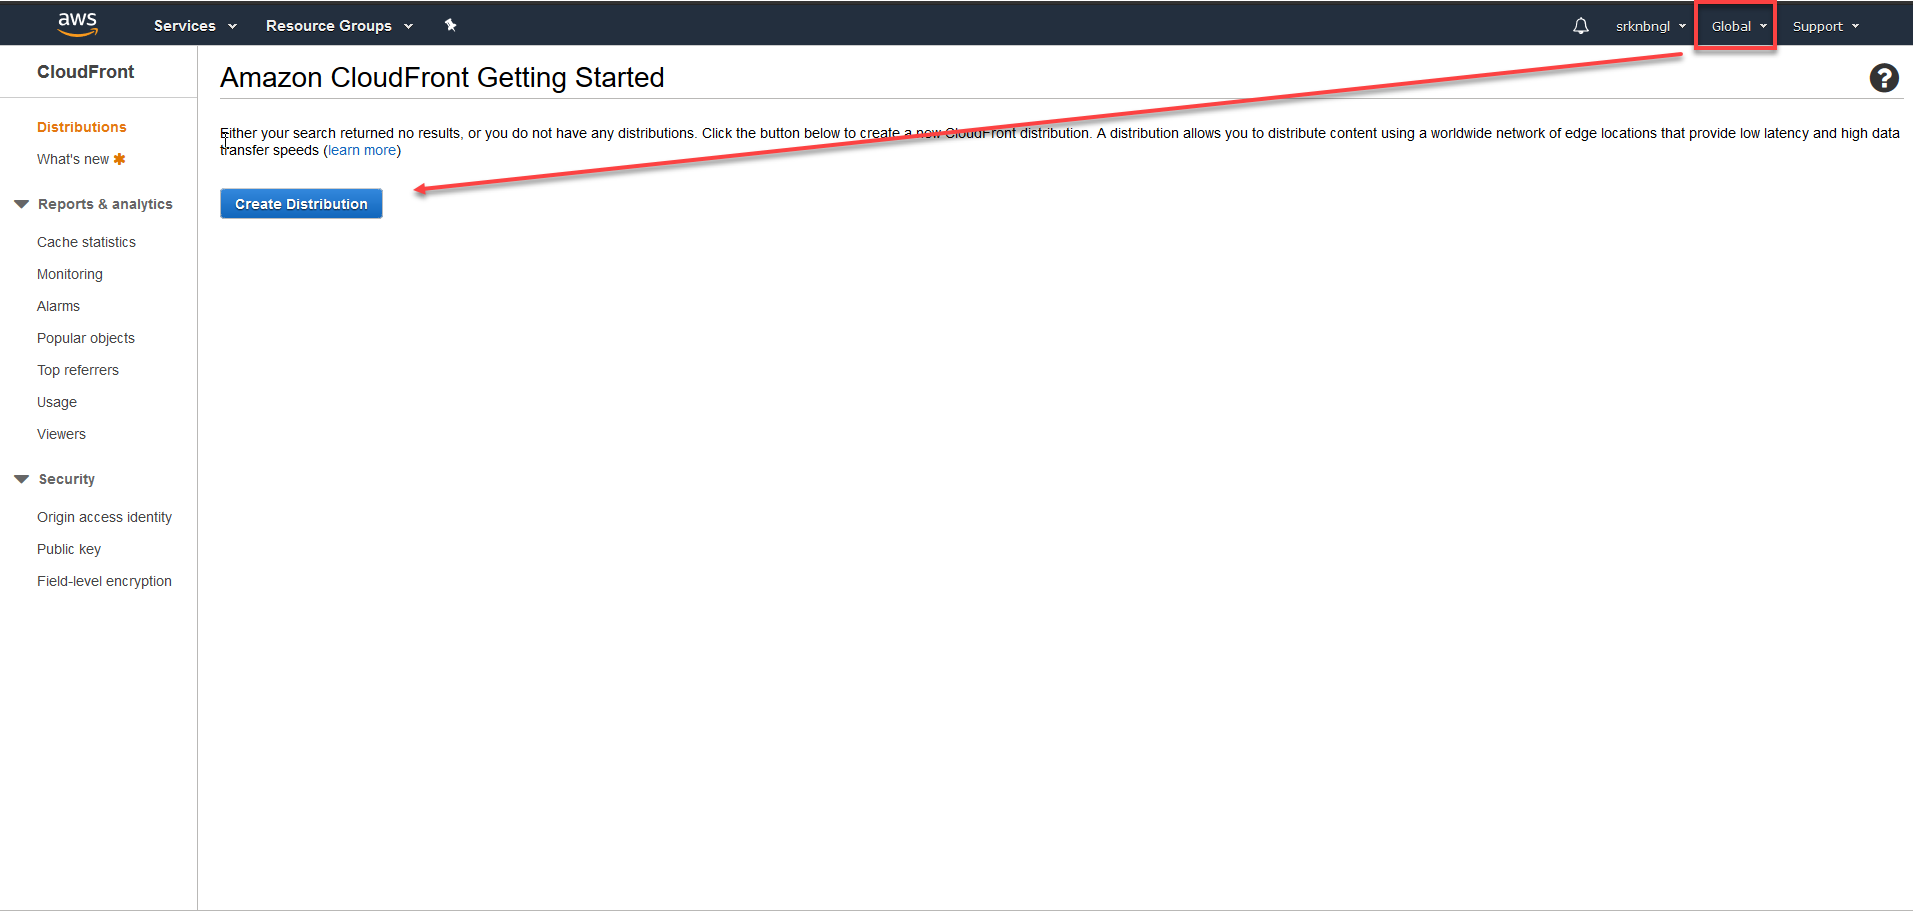 aws Services Resource Groups srknbngl Global Support
CloudFront
Distributions
What's new
Reports & analytics
Cache statistics
Monitoring
Alarms
Popular objects
Top referrers
Usage
Viewers
Security
Origin access identity
Public key
Field-level encryption
Amazon CloudFront Getting Started
?
Either your search returned no results, or you do not have any distributions. Click the button below to create a new CloudFront distribution. A distribution allows you to distribute content using a worldwide network of edge locations that provide low latency and high data
transfer speeds (learn more)
Create Distribution